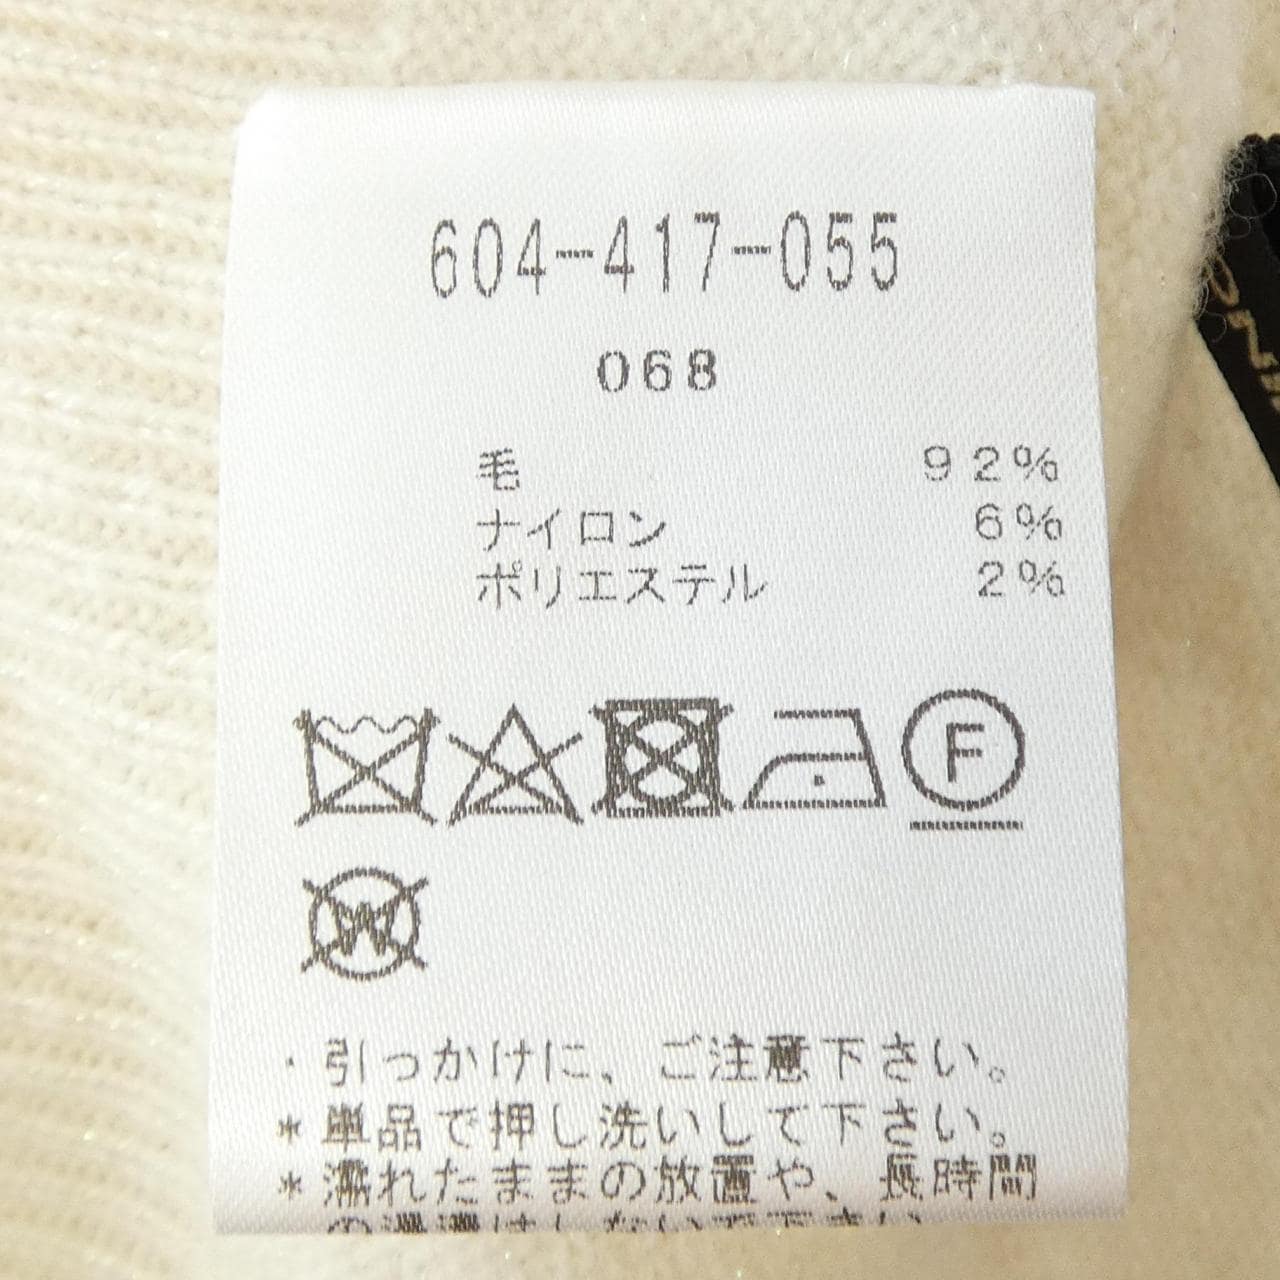 604-417-055
068
毛 92%
ナイロン 6%
ポリエステル 2%
F
W
・引っかけに、ご注意下さい。
*単品で押し洗いして下さい。
*濡れたままの放置や、長時間